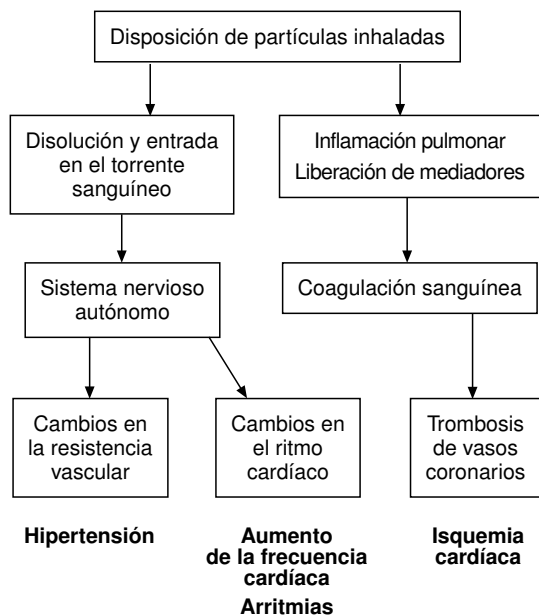 Disposición de partículas inhaladas
Disolución y entrada
en el torrente
sanguíneo
Inflamación pulmonar
Liberación de mediadores
Sistema nervioso
autónomo
Coagulación sanguínea
Cambios en
la resistencia
vascular
Cambios en
el ritmo
cardíaco
Trombosis
de vasos
coronarios
Hipertensión
Aumento
de la frecuencia
cardíaca
Arritmias
Isquemia
cardíaca